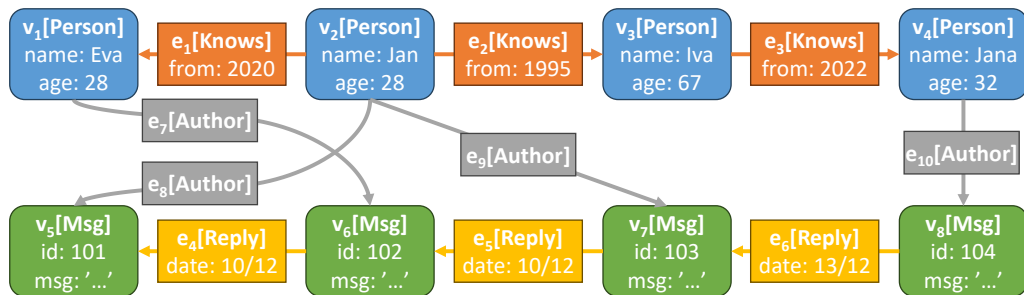 v₁[Person]
name: Eva
age: 28
e₁[Knows]
from: 2020
v₂[Person]
name: Jan
age: 28
e₂[Knows]
from: 1995
v₃[Person]
name: Iva
age: 67
e₃[Knows]
from: 2022
v₄[Person]
name: Jana
age: 32
e₇[Author]
e₈[Author]
e₉[Author]
e₁₀[Author]
v₅[Msg]
id: 101
msg: '...'
e₄[Reply]
date: 10/12
v₆[Msg]
id: 102
msg: '...'
e₅[Reply]
date: 10/12
v₇[Msg]
id: 103
msg: '...'
e₆[Reply]
date: 13/12
v₈[Msg]
id: 104
msg: '...'